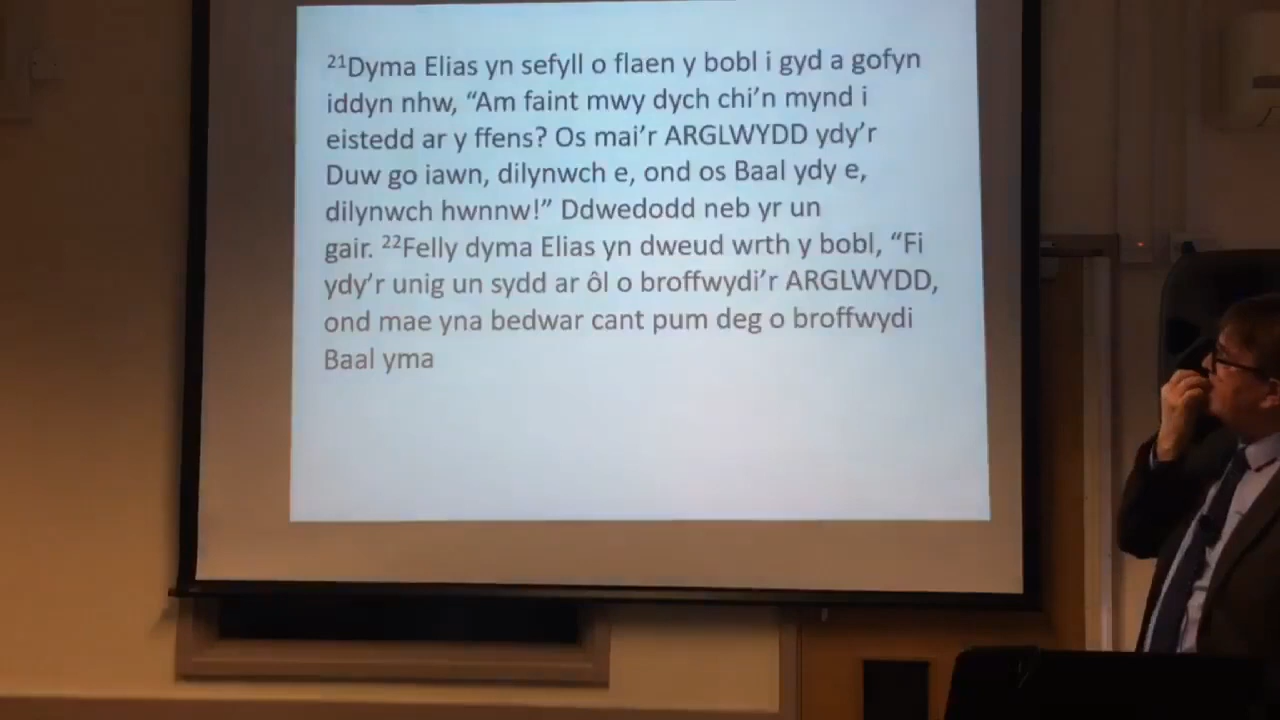 ²¹Dyma Elias yn sefyll o flaen y bobl i gyd a gofyn
iddyn nhw, “Am faint mwy dych chi’n mynd i
eistedd ar y ffens? Os mai’r ARGLWYDD ydy’r
Duw go iawn, dilynwch e, ond os Baal ydy e,
dilynwch hwnnw!” Ddwedodd neb yr un
gair. ²²Felly dyma Elias yn dweud wrth y bobl, “Fi
ydy’r unig un sydd ar ôl o broffwydi’r ARGLWYDD,
ond mae yna bedwar cant pum deg o broffwydi
Baal yma